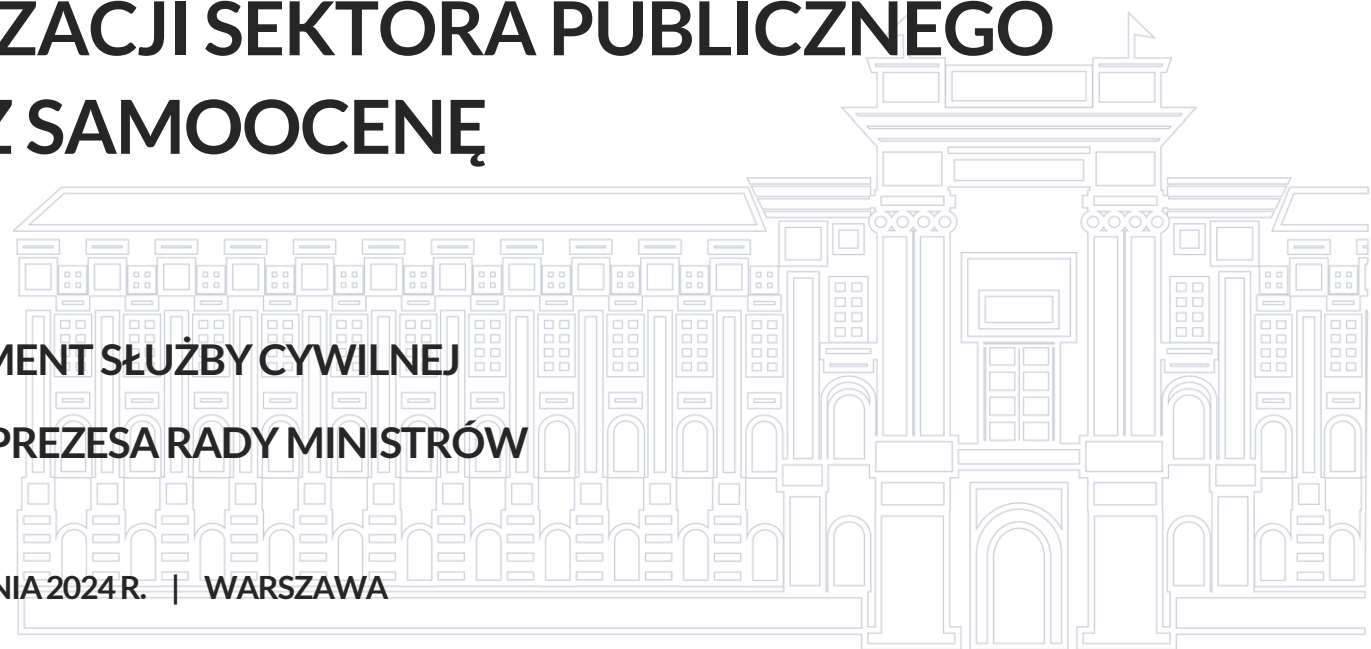 ZACJI SEKTORA PUBLICZNEGO
Z SAMOOCENĘ
MENT SŁUŻBY CYWILNEJ
PREZESA RADY MINISTRÓW
NIA 2024 R. | WARSZAWA